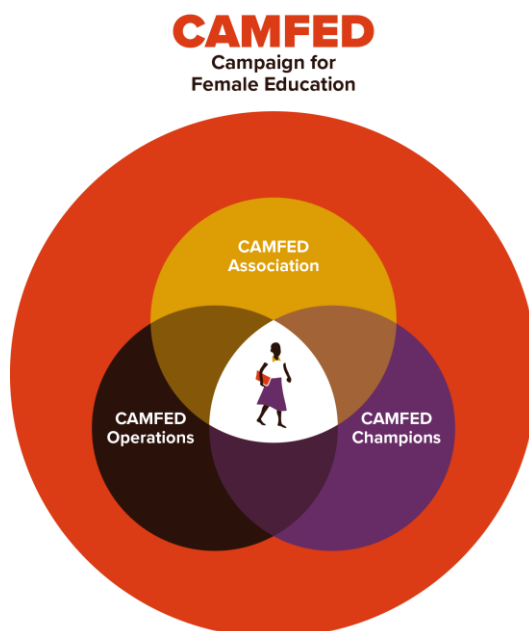 CAMFED
Campaign for
Female Education
CAMFED
Association
CAMFED
Operations
CAMFED
Champions